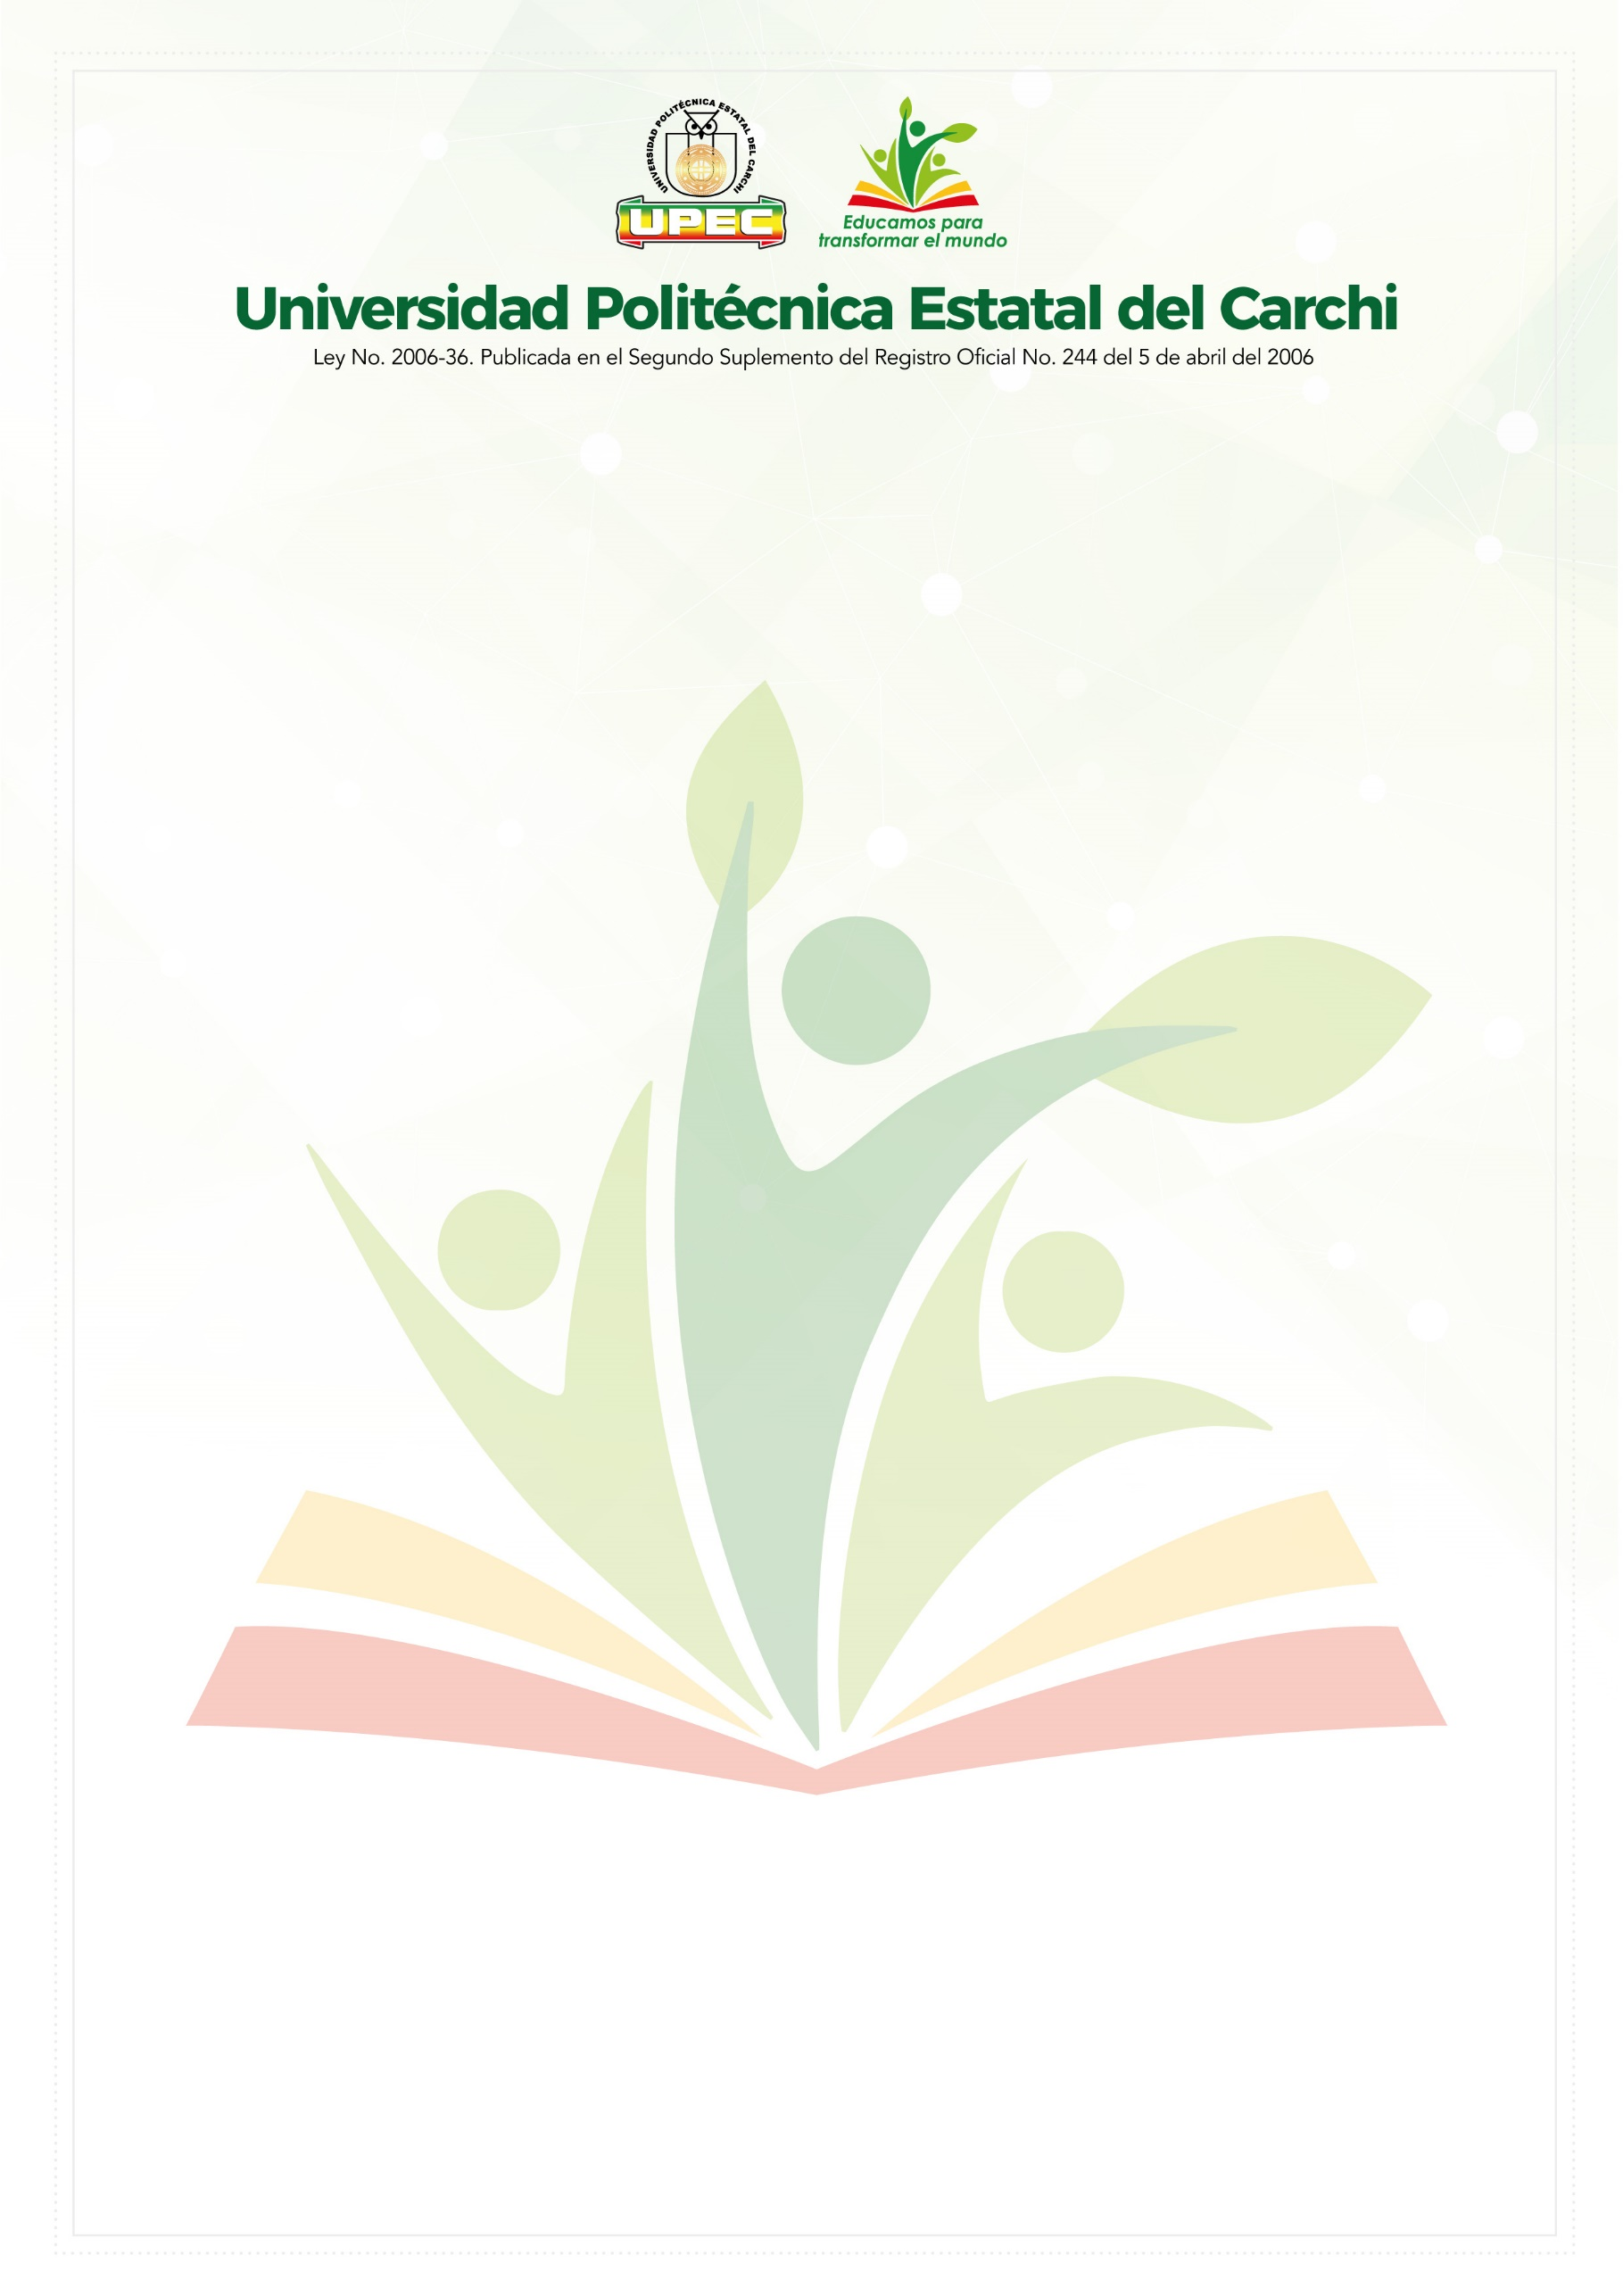 UNIVERSIDAD POLITÉCNICA ESTATAL DEL CARCHI
UPEC
Educamos para
transformar el mundo
Universidad Politécnica Estatal del Carchi
Ley No. 2006-36. Publicada en el Segundo Suplemento del Registro Oficial No. 244 del 5 de abril del 2006